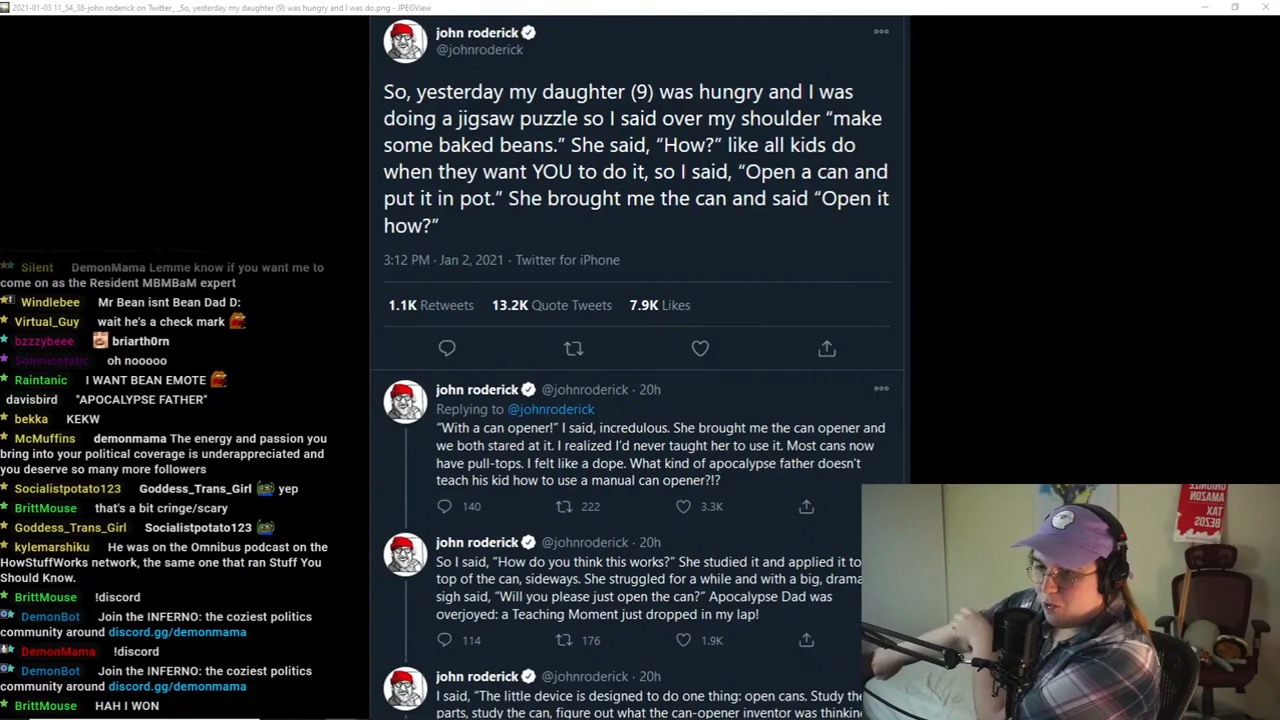 2021-01-03 11_54_38-john roderick on Twitter_ _So, yesterday my daughter (9) was hungry and I was do.png - JPEGView
john roderick
@johnroderick
So, yesterday my daughter (9) was hungry and I was
doing a jigsaw puzzle so I said over my shoulder “make
some baked beans.” She said, “How?” like all kids do
when they want YOU to do it, so I said, “Open a can and
put it in pot.” She brought me the can and said “Open it
how?”
3:12 PM · Jan 2, 2021 · Twitter for iPhone
1.1K Retweets 13.2K Quote Tweets 7.9K Likes
john roderick @johnroderick · 20h
Replying to @johnroderick
“With a can opener!” I said, incredulous. She brought me the can opener and
we both stared at it. I realized I’d never taught her to use it. Most cans now
have pull-tops. I felt like a dope. What kind of apocalypse father doesn’t
teach his kid how to use a manual can opener?!?
140 222 3.3K
john roderick @johnroderick · 20h
So I said, “How do you think this works?” She studied it and applied it to
top of the can, sideways. She struggled for a while and with a big, drama
sigh said, “Will you please just open the can?” Apocalypse Dad was
overjoyed: a Teaching Moment just dropped in my lap!
114 176 1.9K
john roderick @johnroderick · 20h
I said, “The little device is designed to do one thing: open cans. Study the
parts, study the can, figure out what the can-opener inventor was thinking
Silent DemonMama Lemme know if you want me to
come on as the Resident MBMBaM expert
Windlebee Mr Bean isnt Bean Dad D:
Virtual_Guy wait he's a check mark
bzzzybeee briarth0rn
Somniostatic oh nooooo
Raintanic I WANT BEAN EMOTE
davisbird "APOCALYPSE FATHER"
bekka KEKW
McMuffins demonmama The energy and passion you
bring into your political coverage is underappreciated and
you deserve so many more followers
Socialistpotato123 Goddess_Trans_Girl yep
BrittMouse that's a bit cringe/scary
Goddess_Trans_Girl Socialistpotato123
kylemarshiku He was on the Omnibus podcast on the
HowStuffWorks network, the same one that ran Stuff You
Should Know.
BrittMouse !discord
DemonBot Join the INFERNO: the coziest politics
community around discord.gg/demonmama
DemonMama !discord
DemonBot Join the INFERNO: the coziest politics
community around discord.gg/demonmama
BrittMouse HAH I WON
UNIONIZE
AMAZON
TAX
BEZOS